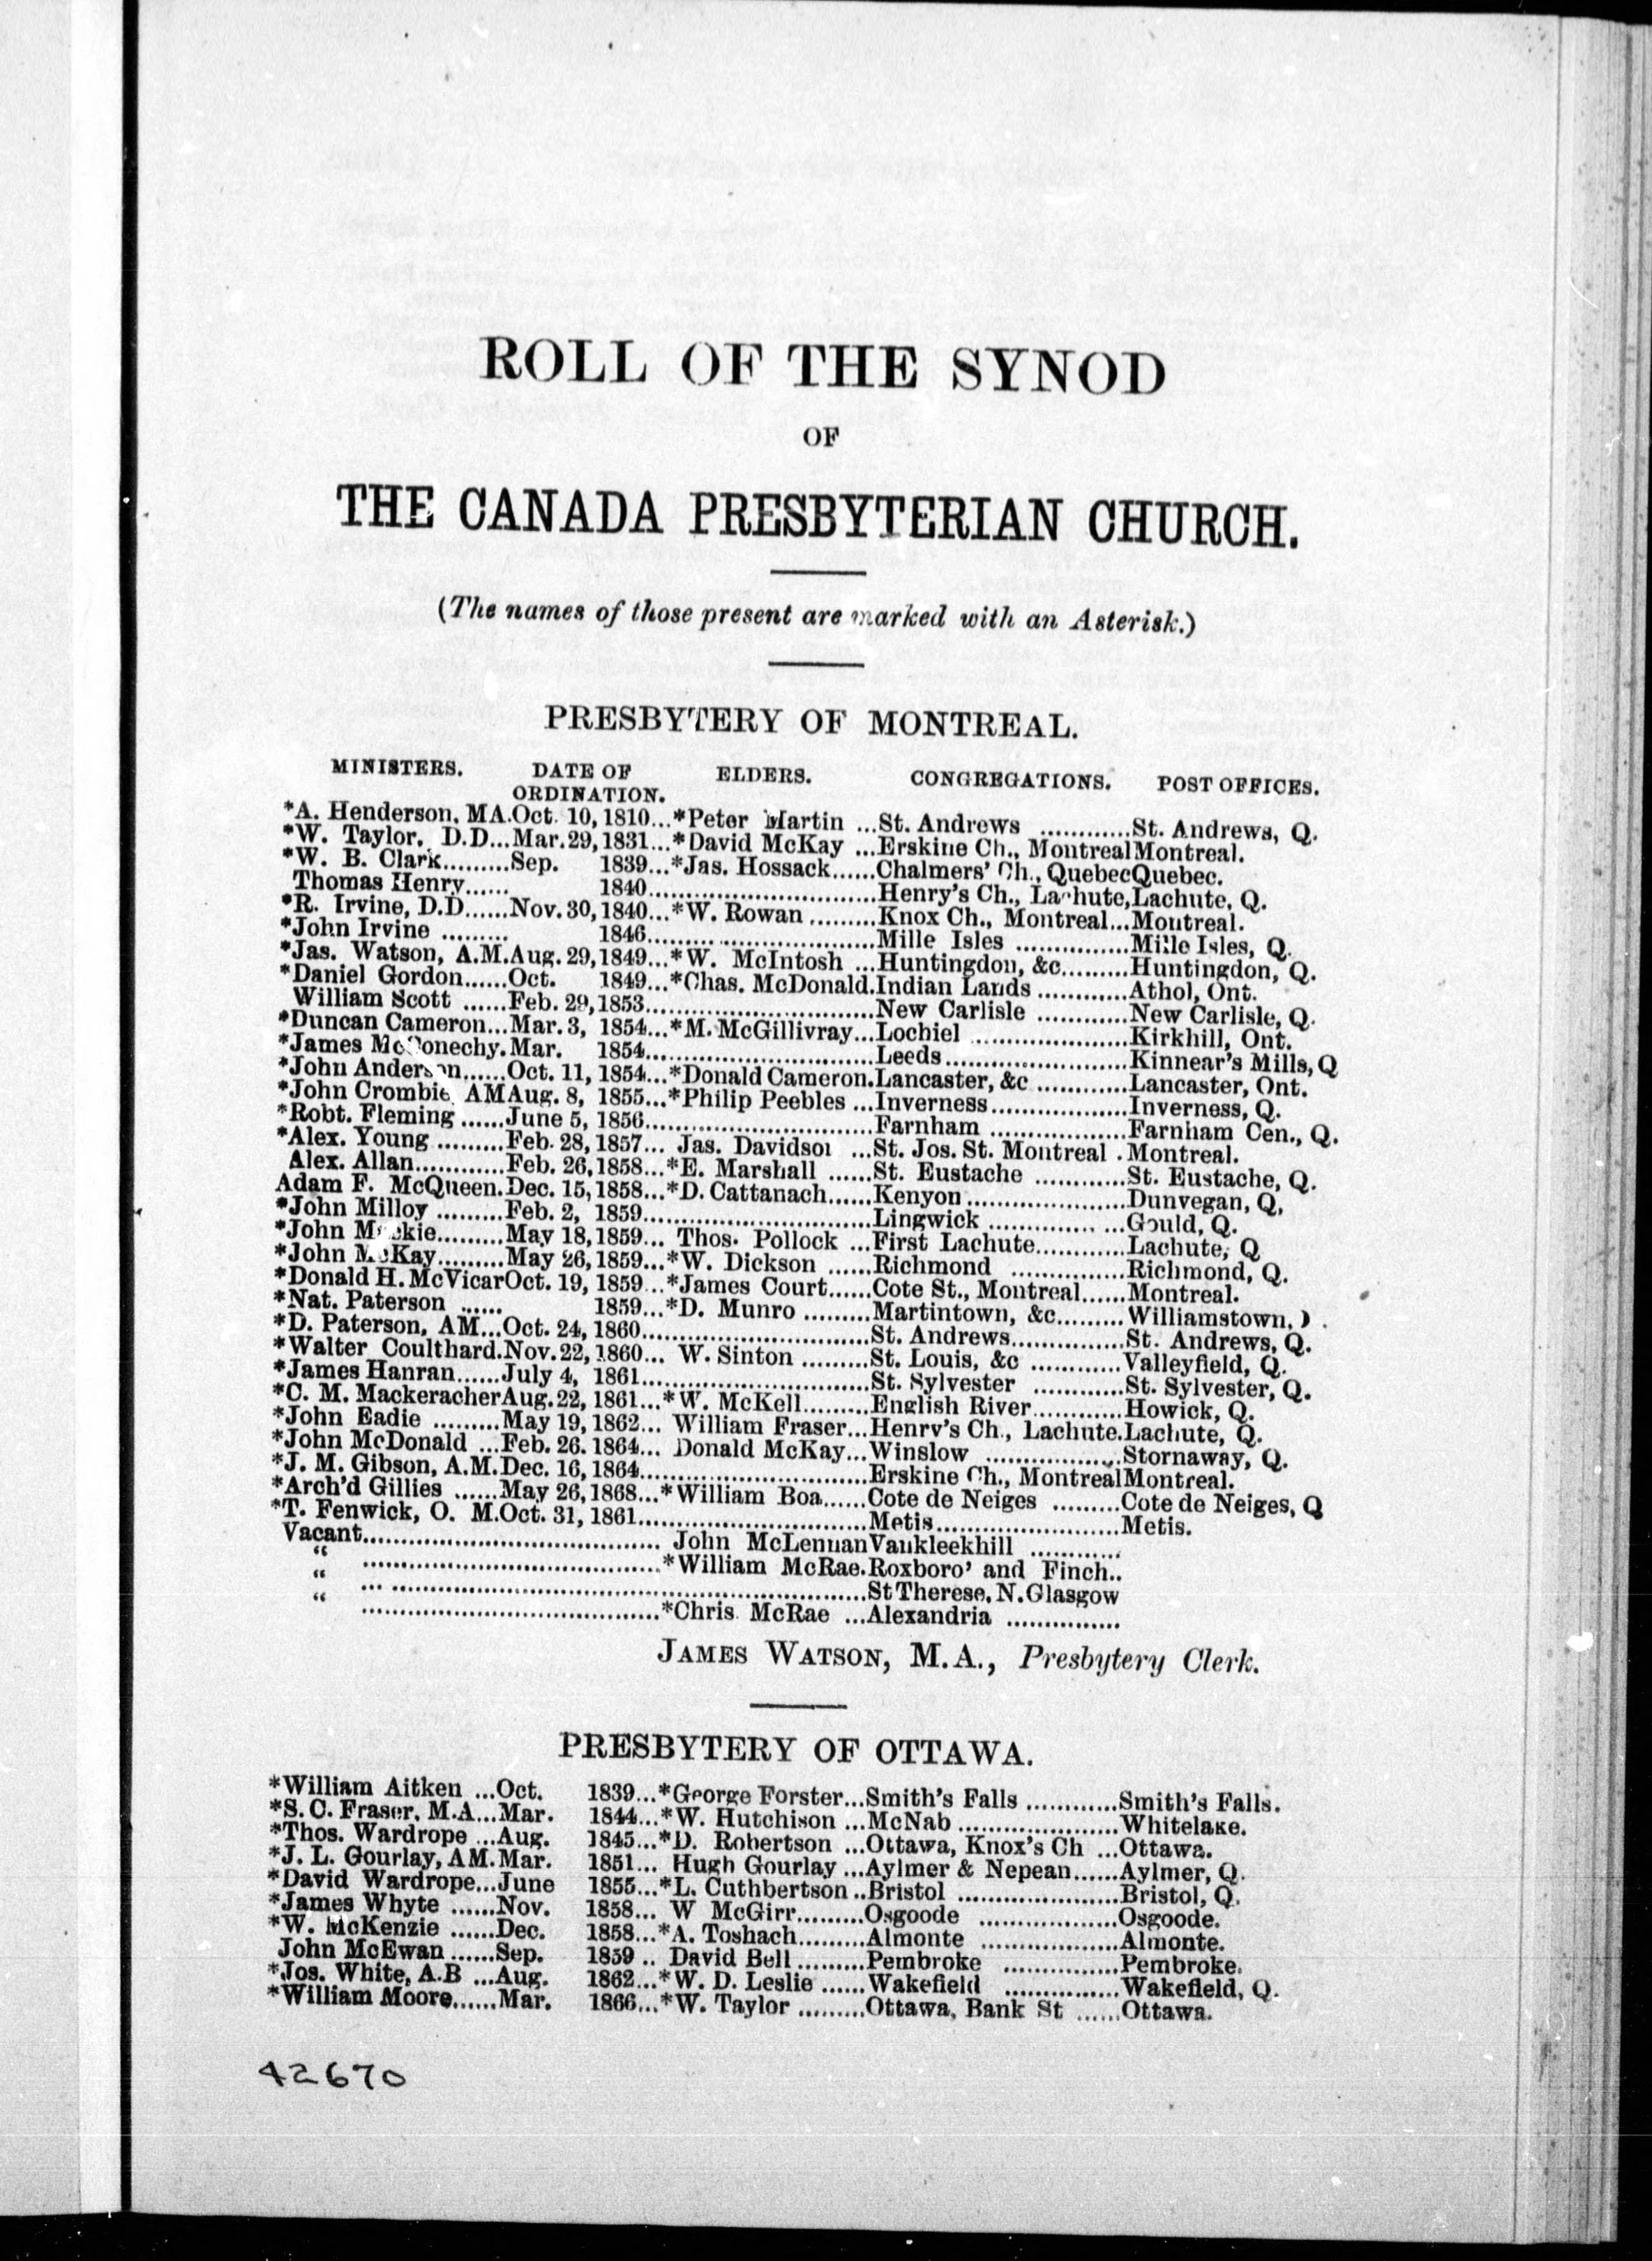 ROLL OF THE SYNOD
OF
THE CANADA PRESBYTERIAN CHURCH.
(The names of those present are marked with an Asterisk.)
PRESBYTERY OF MONTREAL.
MINISTERS. DATE OF ORDINATION. ELDERS. CONGREGATIONS. POST OFFICES.
*A. Henderson, MA.Oct. 10, 1810...*Peter Martin ...St. Andrews ............St. Andrews, Q.
*W. Taylor, D.D...Mar. 29, 1831...*David McKay ...Erskine Ch., Montreal Montreal.
*W. B. Clark.........Sep. 1839...*Jas. Hossack......Chalmers' Ch., Quebec Quebec.
Thomas Henry...... 1840..............................Henry's Ch., Lachute, Lachute, Q.
*R. Irvine, D.D......Nov. 30, 1840...*W. Rowan .........Knox Ch., Montreal...Montreal.
*John Irvine ......... 1846..............................Mille Isles ...............Mille Isles, Q.
*Jas. Watson, A.M.Aug. 29, 1849...*W. McIntosh ...Huntingdon, &c.........Huntingdon, Q.
*Daniel Gordon......Oct. 1849...*Chas. McDonald.Indian Lands ............Athol, Ont.
William Scott ......Feb. 29, 1853..............................New Carlisle ............New Carlisle, Q.
*Duncan Cameron...Mar. 3, 1854...*M. McGillivray...Lochiel .....................Kirkhill, Ont.
*James McConechy.Mar. 1854..............................Leeds........................Kinnear's Mills, Q
*John Anderson......Oct. 11, 1854...*Donald Cameron.Lancaster, &c ............Lancaster, Ont.
*John Crombie AM Aug. 8, 1855...*Philip Peebles ...Inverness..................Inverness, Q.
*Robt. Fleming ......June 5, 1856..............................Farnham ..................Farnham Cen., Q.
*Alex. Young .........Feb. 28, 1857... Jas. Davidson ...St. Jos. St. Montreal .Montreal.
Alex. Allan............Feb. 26, 1858...*E. Marshall ......St. Eustache ............St. Eustache, Q.
Adam F. McQueen.Dec. 15, 1858...*D. Cattanach......Kenyon.....................Dunvegan, Q,
*John Milloy .........Feb. 2, 1859..............................Lingwick ..................Gould, Q.
*John Mackie.........May 18, 1859... Thos. Pollock ...First Lachute............Lachute, Q
*John McKay.........May 26, 1859...*W. Dickson ......Richmond ...............Richmond, Q.
*Donald H. McVicar Oct. 19, 1859...*James Court......Cote St., Montreal......Montreal.
*Nat. Paterson ...... 1859...*D. Munro .........Martintown, &c.........Williamstown,
*D. Paterson, AM...Oct. 24, 1860..............................St. Andrews...............St. Andrews, Q.
*Walter Coulthard.Nov. 22, 1860... W. Sinton .........St. Louis, &c ............Valleyfield, Q.
*James Hanran......July 4, 1861..............................St. Sylvester ............St. Sylvester, Q.
*C. M. Mackeracher Aug. 22, 1861...*W. McKell.........English River............Howick, Q.
*John Eadie .........May 19, 1862... William Fraser...Henry's Ch., Lachute.Lachute, Q.
*John McDonald ...Feb. 26. 1864... Donald McKay...Winslow ..................Stornaway, Q.
*J. M. Gibson, A.M.Dec. 16, 1864..............................Erskine Ch., Montreal Montreal.
*Arch'd Gillies ......May 26, 1868...*William Boa......Cote de Neiges .........Cote de Neiges, Q
*T. Fenwick, O. M.Oct. 31, 1861..............................Metis........................Metis.
Vacant....................................... John McLennan Vankleekhill ............
“ .......................................*William McRae.Roxboro' and Finch..
“ ... ..............................................................St Therese, N. Glasgow
“ .......................................*Chris. McRae ...Alexandria ...............
JAMES WATSON, M.A., Presbytery Clerk.
PRESBYTERY OF OTTAWA.
*William Aitken ...Oct. 1839...*George Forster...Smith's Falls ............Smith's Falls.
*S. C. Fraser, M.A...Mar. 1844...*W. Hutchison ...McNab .....................Whitelake.
*Thos. Wardrope ...Aug. 1845...*D. Robertson ...Ottawa, Knox's Ch ...Ottawa.
*J. L. Gourlay, AM.Mar. 1851... Hugh Gourlay ...Aylmer & Nepean......Aylmer, Q.
*David Wardrope...June 1855...*L. Cuthbertson..Bristol .....................Bristol, Q.
*James Whyte ......Nov. 1858... W McGirr.........Osgoode ..................Osgoode.
*W. McKenzie ......Dec. 1858...*A. Toshach.........Almonte ..................Almonte.
John McEwan ......Sep. 1859 .. David Bell .........Pembroke ...............Pembroke.
*Jos. White, A.B ...Aug. 1862...*W. D. Leslie ......Wakefield ...............Wakefield, Q.
*William Moore......Mar. 1866...*W. Taylor .........Ottawa, Bank St ......Ottawa.
42670